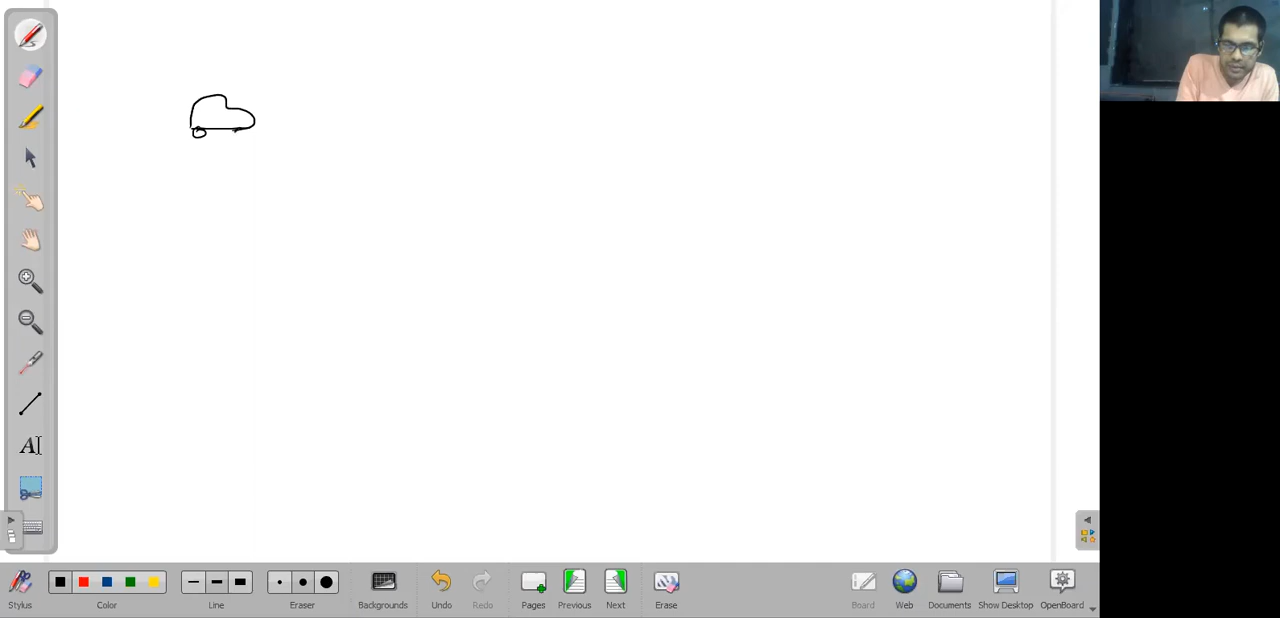 A
Stylus
Color
Line
Eraser
Backgrounds
Undo
Redo
Pages
Previous
Next
Erase
Board
Web
Documents
Show Desktop
OpenBoard